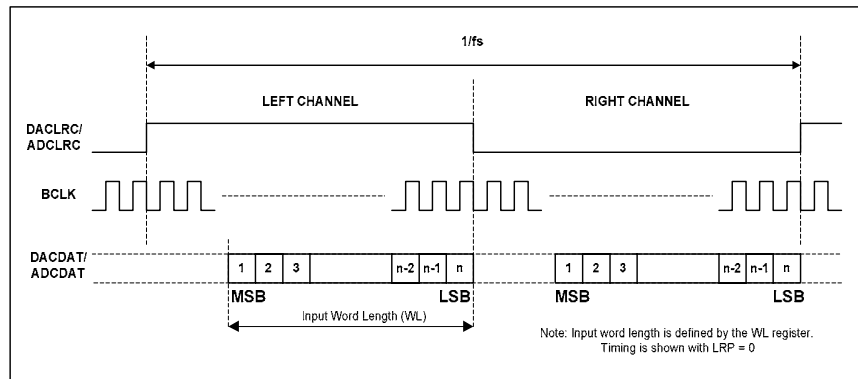 1/fs
LEFT CHANNEL RIGHT CHANNEL
DACLRC/
ADCLRC
BCLK
DACDAT/
ADCDAT
1 2 3 n-2 n-1 n 1 2 3 n-2 n-1 n
MSB LSB MSB LSB
Input Word Length (WL)
Note: Input word length is defined by the WL register.
Timing is shown with LRP = 0